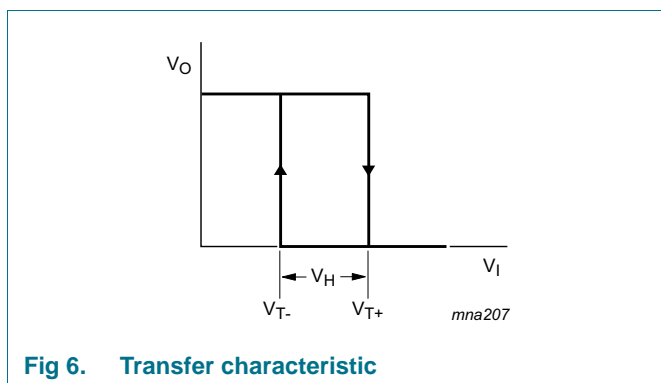 VO
VH
VI
VT-
VT+
mna207
Fig 6. Transfer characteristic